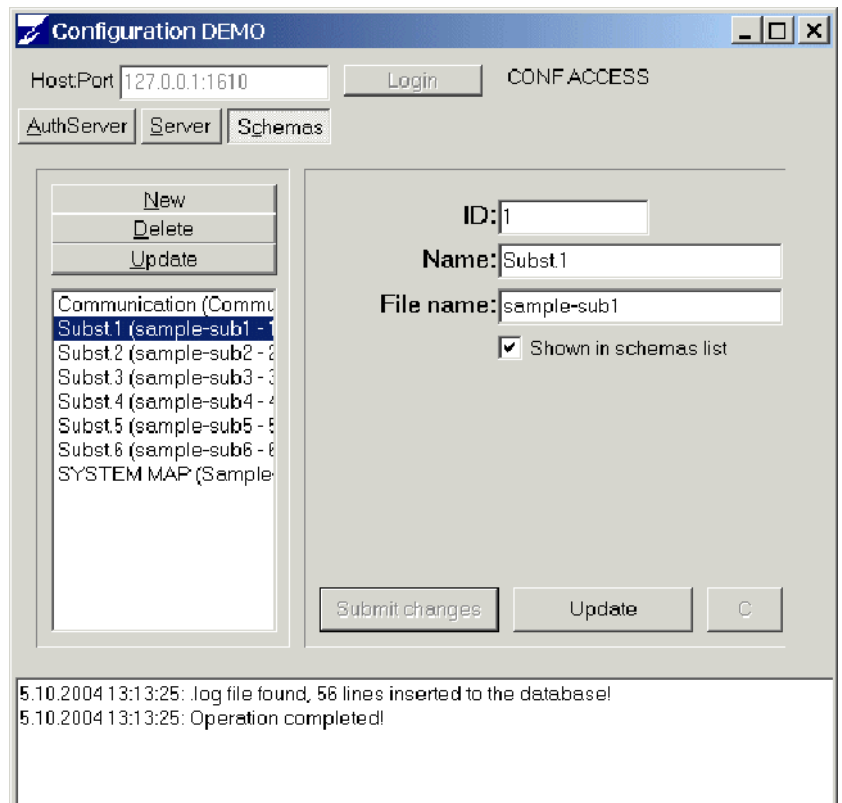 Configuration DEMO
Host:Port 127.0.0.1:1610 Login CONF.ACCESS
AuthServer Server Schemas
New
Delete
Update
Communication (Commu
Subst.1 (sample-sub1 - 1
Subst.2 (sample-sub2 - 2
Subst.3 (sample-sub3 - 3
Subst.4 (sample-sub4 - 4
Subst.5 (sample-sub5 - 5
Subst.6 (sample-sub6 - 6
SYSTEM MAP (Sample-
ID: 1
Name: Subst.1
File name: sample-sub1
Shown in schemas list
Submit changes Update C
5.10.2004 13:13:25: .log file found, 56 lines inserted to the database!
5.10.2004 13:13:25: Operation completed!